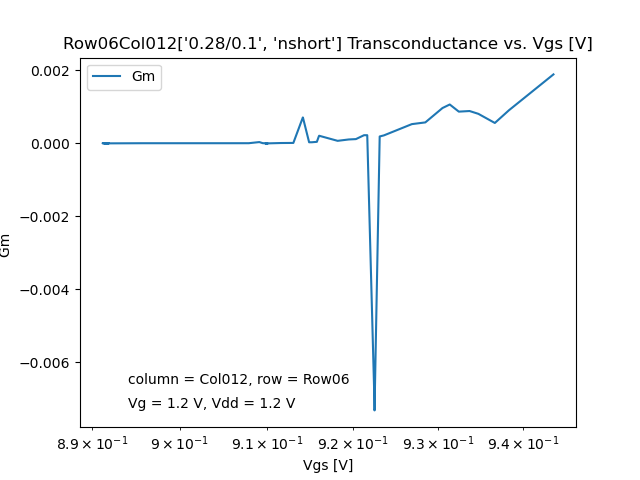 Row06Col012['0.28/0.1', 'nshort'] Transconductance vs. Vgs [V]
Gm
0.002
0.000
−0.002
−0.004
−0.006
Gm
column = Col012, row = Row06
Vg = 1.2 V, Vdd = 1.2 V
8.9 × 10⁻¹ 9 × 10⁻¹ 9.1 × 10⁻¹ 9.2 × 10⁻¹ 9.3 × 10⁻¹ 9.4 × 10⁻¹
Vgs [V]